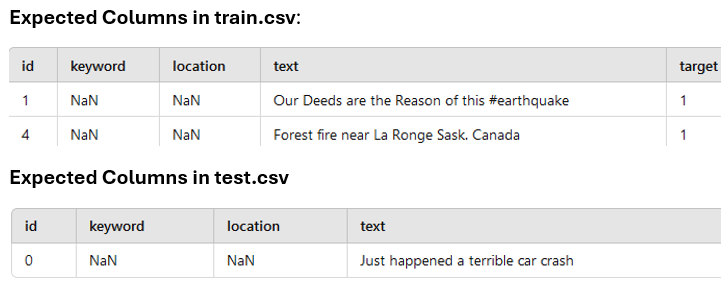 Expected Columns in train.csv:
id keyword location text target
1 NaN NaN Our Deeds are the Reason of this #earthquake 1
4 NaN NaN Forest fire near La Ronge Sask. Canada 1
Expected Columns in test.csv
id keyword location text
0 NaN NaN Just happened a terrible car crash